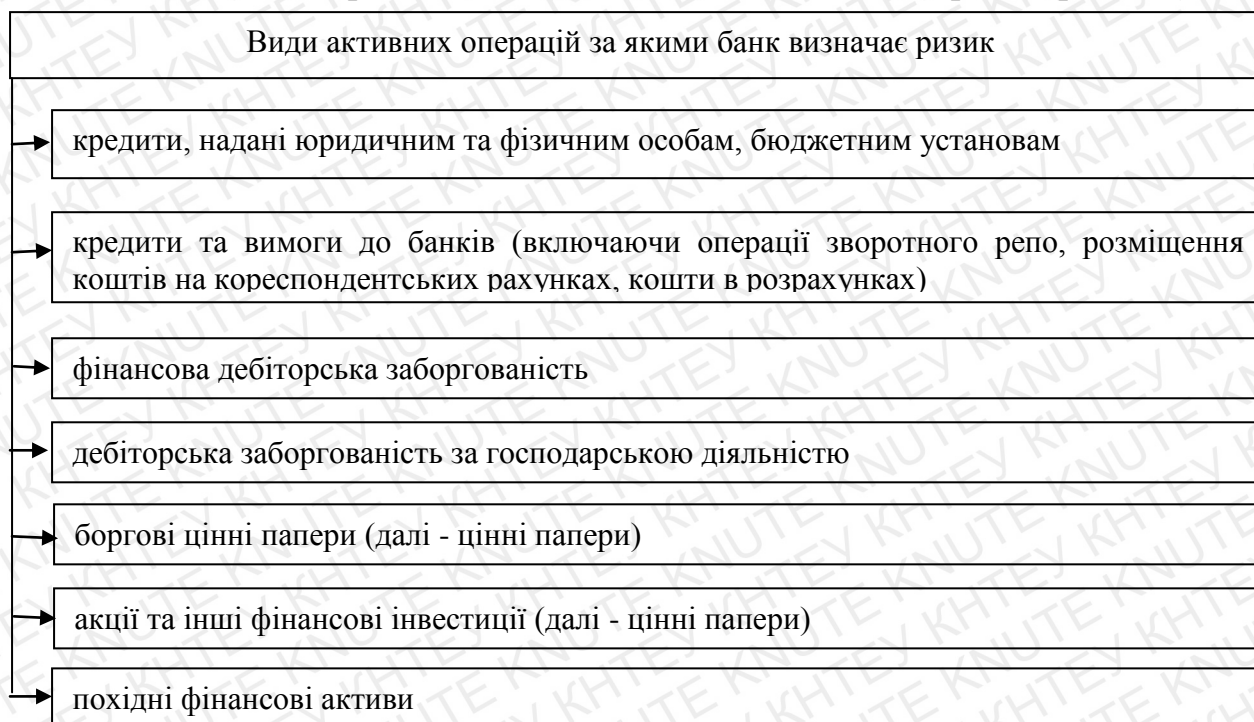 Види активних операцій за якими банк визначає ризик
кредити, надані юридичним та фізичним особам, бюджетним установам
кредити та вимоги до банків (включаючи операції зворотного репо, розміщення
коштів на кореспондентських рахунках, кошти в розрахунках)
фінансова дебіторська заборгованість
дебіторська заборгованість за господарською діяльністю
боргові цінні папери (далі - цінні папери)
акції та інші фінансові інвестиції (далі - цінні папери)
похідні фінансові активи